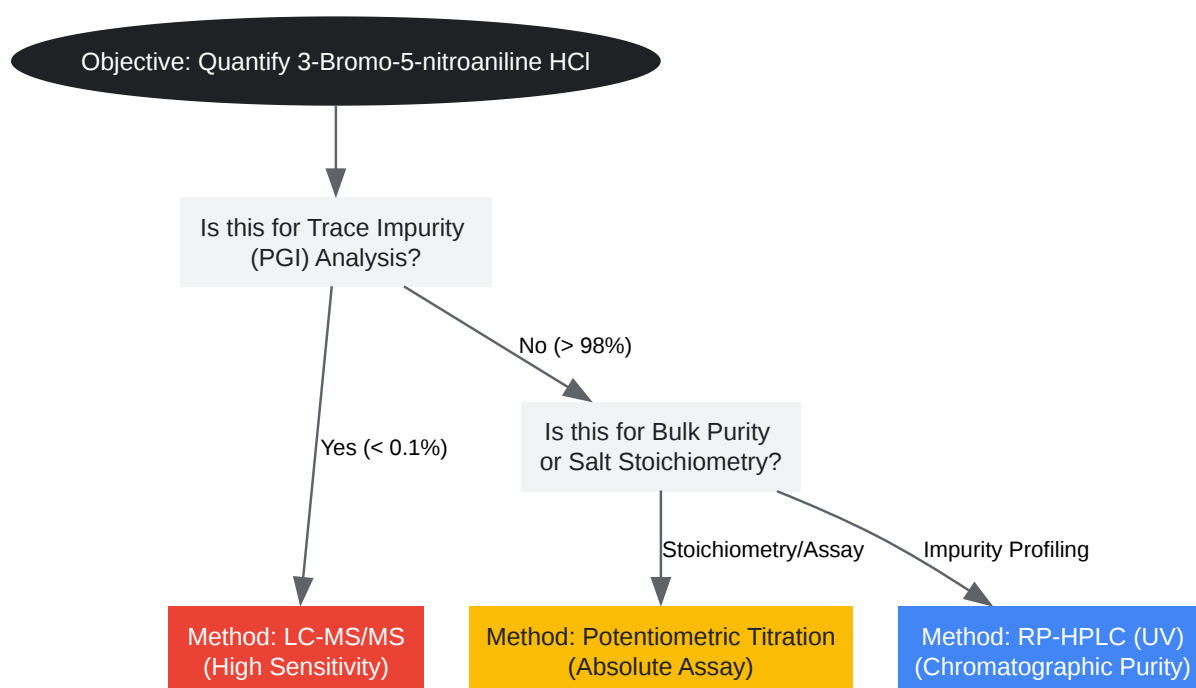 Objective: Quantify 3-Bromo-5-nitroaniline HCl
Is this for Trace Impurity
(PGI) Analysis?
No (> 98%)
Yes (< 0.1%)
Is this for Bulk Purity
or Salt Stoichiometry?
Stoichiometry/Assay
Impurity Profiling
Method: LC-MS/MS
(High Sensitivity)
Method: Potentiometric Titration
(Absolute Assay)
Method: RP-HPLC (UV)
(Chromatographic Purity)